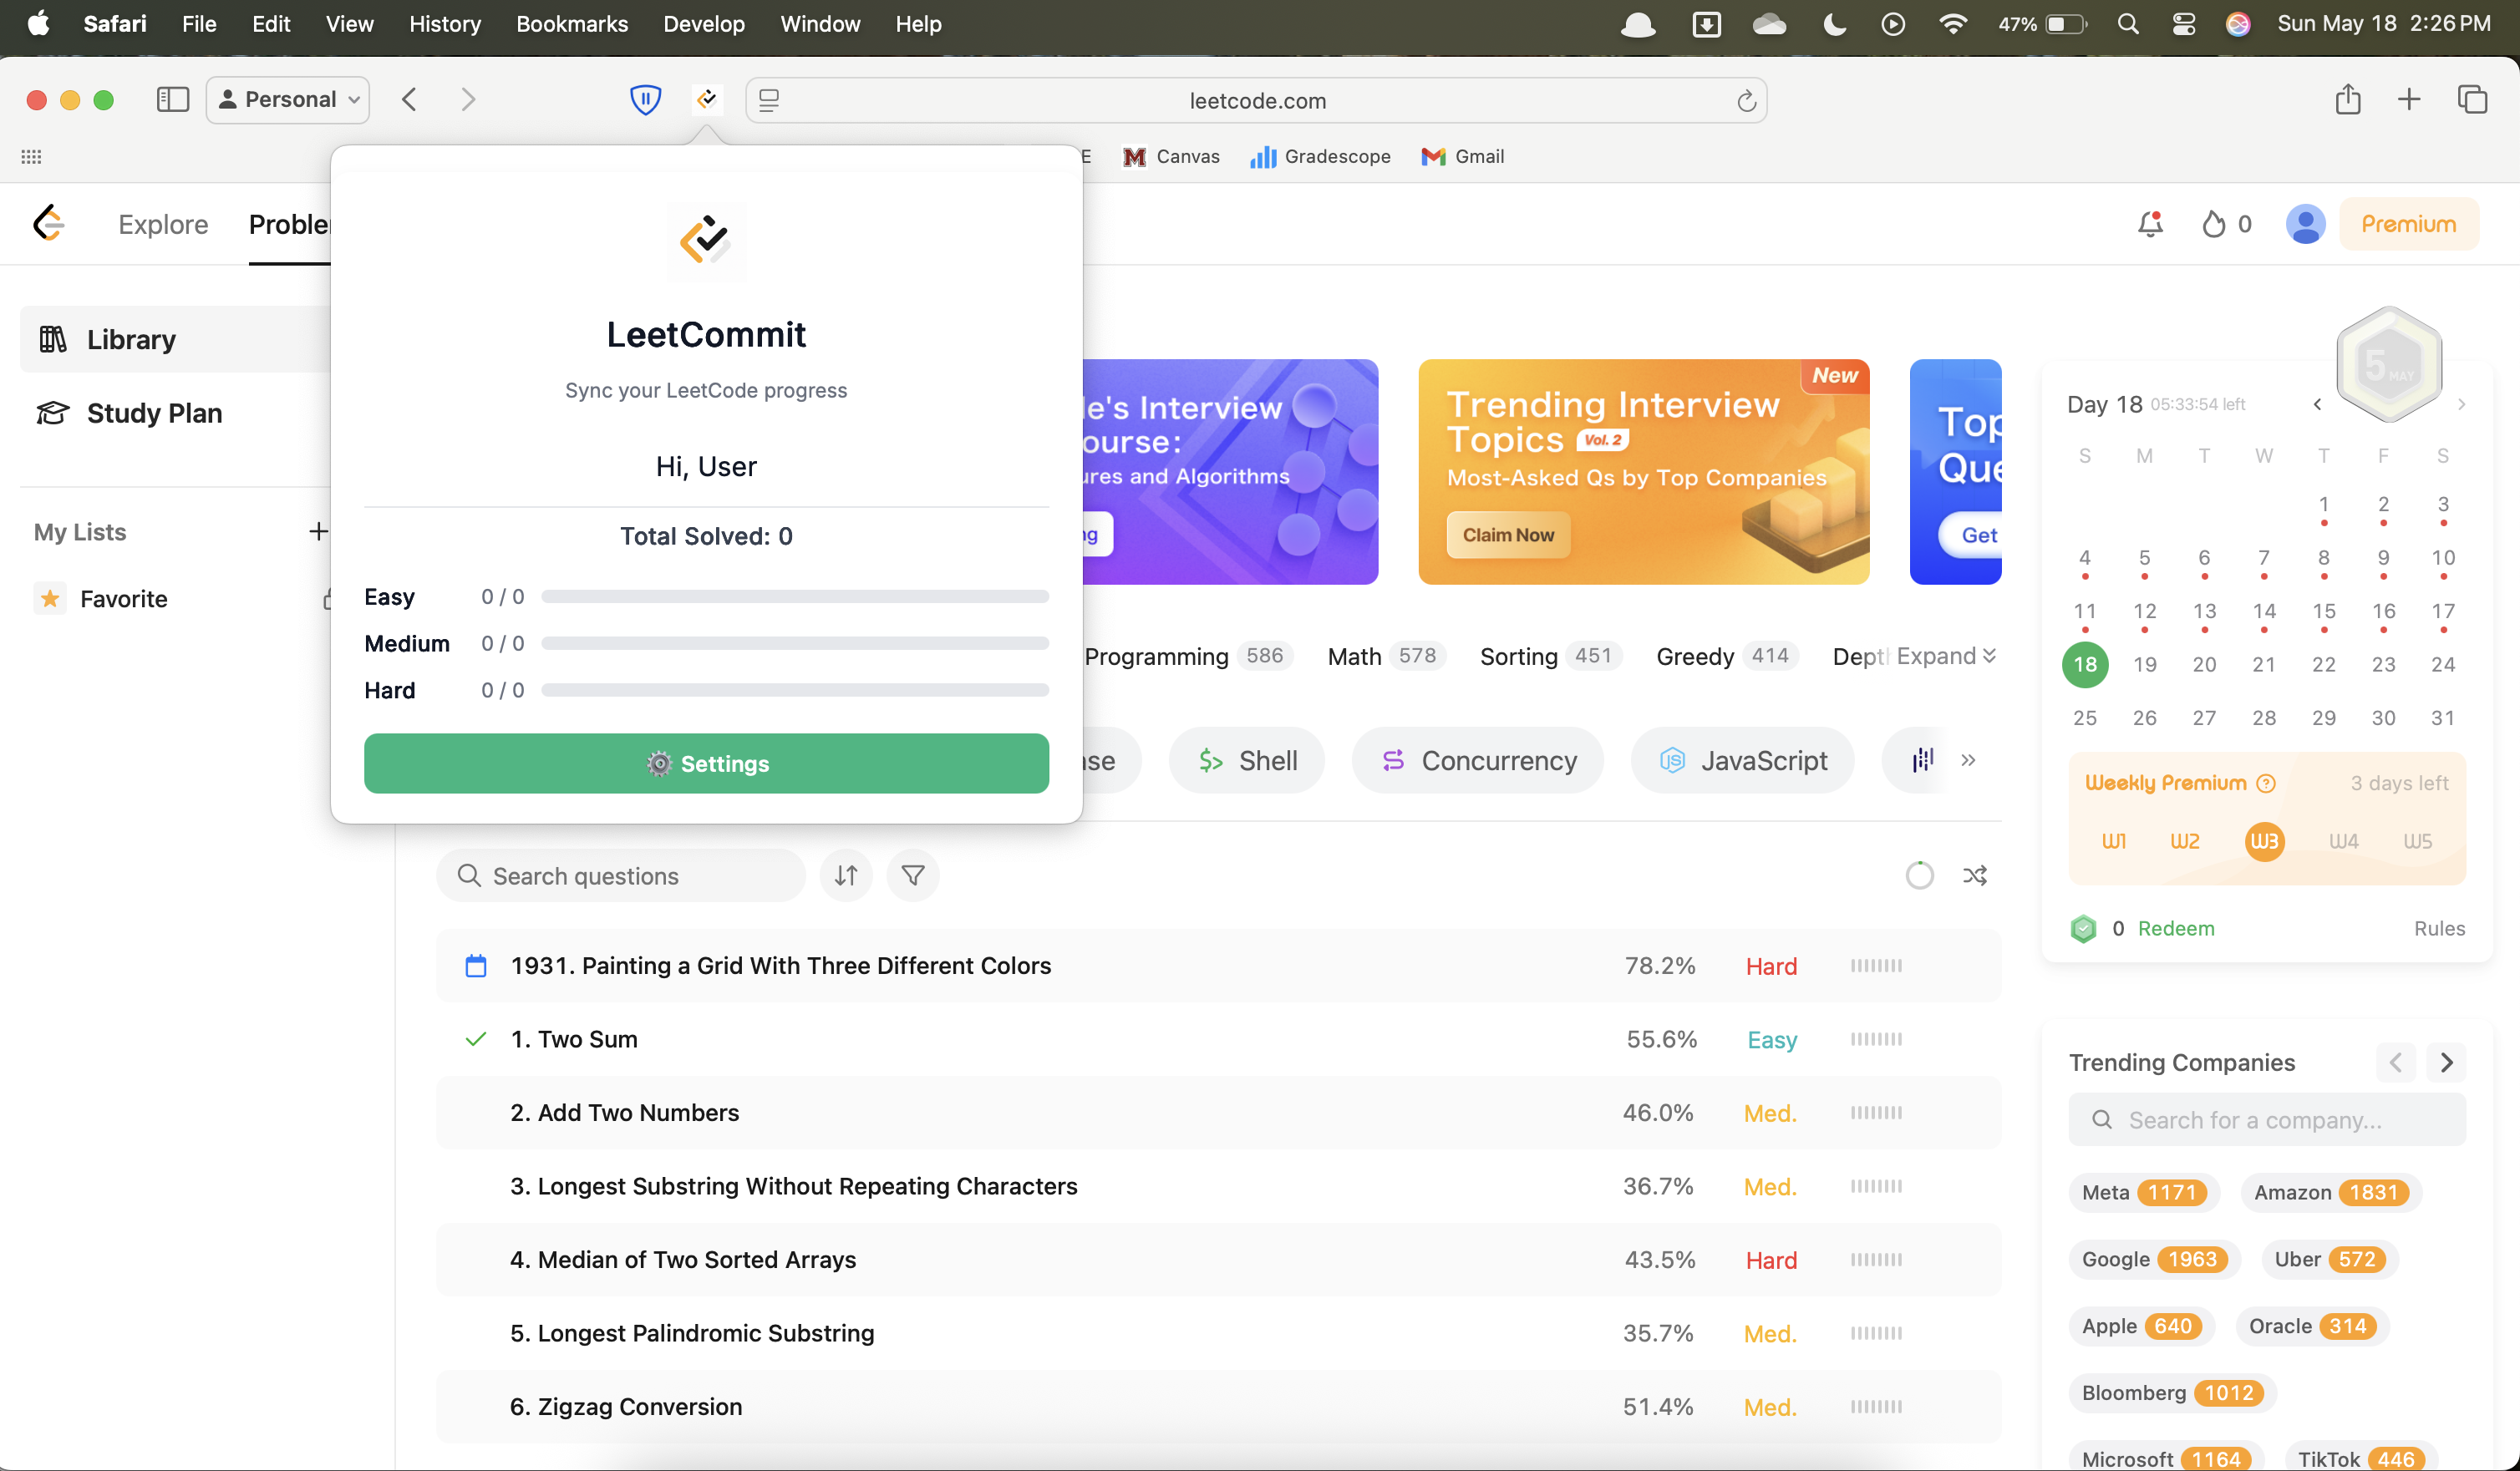 Safari File Edit View History Bookmarks Develop Window Help 47% Sun May 18 2:26 PM
Personal leetcode.com
E Canvas Gradescope Gmail
Explore Problem
0 Premium
Library
Study Plan
My Lists +
Favorite
LeetCommit
Sync your LeetCode progress
Hi, User
Total Solved: 0
Easy 0 / 0
Medium 0 / 0
Hard 0 / 0
Settings
le's Interview
ourse:
ures and Algorithms
ng
New
Trending Interview
Topics Vol. 2
Most-Asked Qs by Top Companies
Claim Now
Top
Que
Get
Programming 586 Math 578 Sorting 451 Greedy 414 Dept Expand
ase $> Shell Concurrency JS JavaScript
Search questions
1931. Painting a Grid With Three Different Colors 78.2% Hard
1. Two Sum 55.6% Easy
2. Add Two Numbers 46.0% Med.
3. Longest Substring Without Repeating Characters 36.7% Med.
4. Median of Two Sorted Arrays 43.5% Hard
5. Longest Palindromic Substring 35.7% Med.
6. Zigzag Conversion 51.4% Med.
5 MAY
Day 18 05:33:54 left
S M T W T F S
1 2 3
4 5 6 7 8 9 10
11 12 13 14 15 16 17
18 19 20 21 22 23 24
25 26 27 28 29 30 31
Weekly Premium ? 3 days left
W1 W2 W3 W4 W5
0 Redeem Rules
Trending Companies
Search for a company...
Meta 1171 Amazon 1831
Google 1963 Uber 572
Apple 640 Oracle 314
Bloomberg 1012
Microsoft 1164 TikTok 446